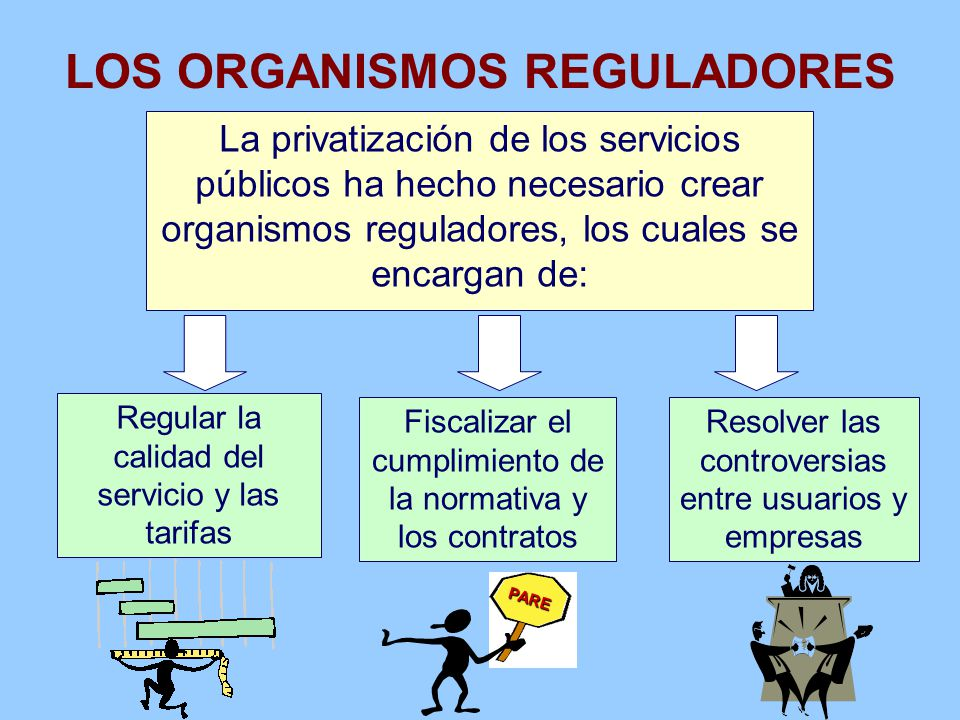 LOS ORGANISMOS REGULADORES
La privatización de los servicios
públicos ha hecho necesario crear
organismos reguladores, los cuales se
encargan de:
Regular la
calidad del
servicio y las
tarifas
Fiscalizar el
cumplimiento de
la normativa y
los contratos
Resolver las
controversias
entre usuarios y
empresas
PARE